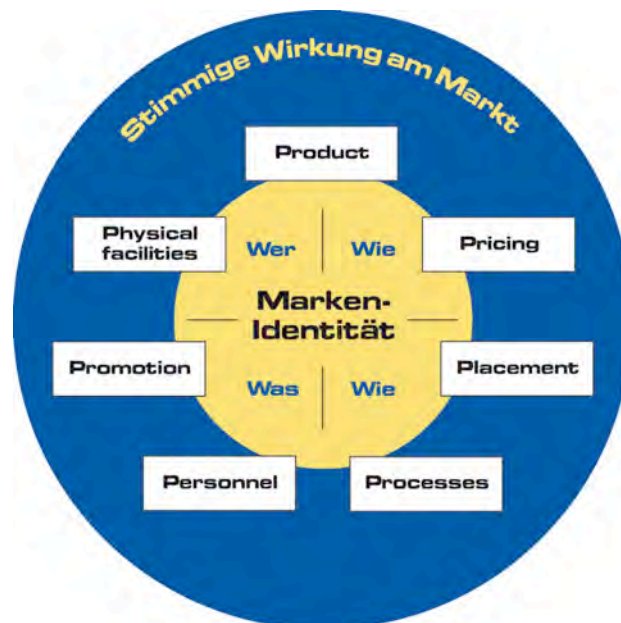 Stimmige Wirkung am Markt
Product
Physical
facilities
Wer
Wie
Pricing
Marken-
Identität
Promotion
Was
Wie
Placement
Personnel
Processes